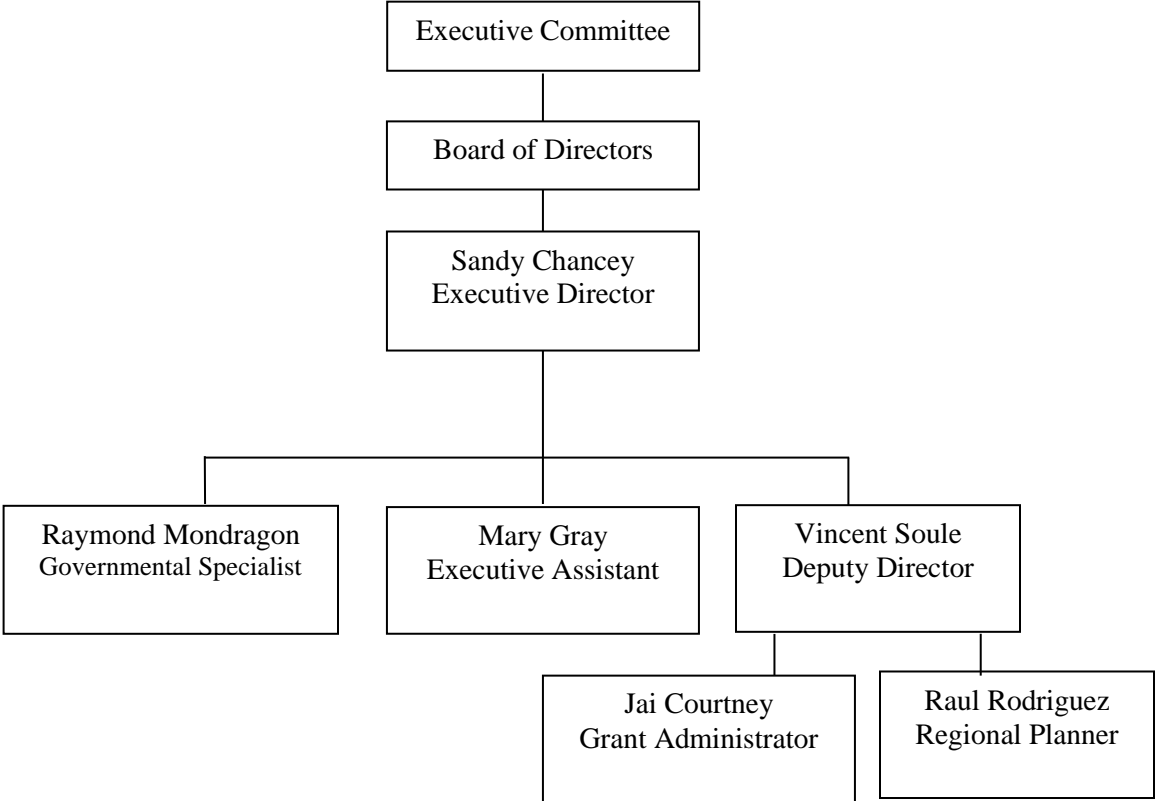 Executive Committee
Board of Directors
Sandy Chancey
Executive Director
Raymond Mondragon
Governmental Specialist
Mary Gray
Executive Assistant
Vincent Soule
Deputy Director
Jai Courtney
Grant Administrator
Raul Rodriguez
Regional Planner